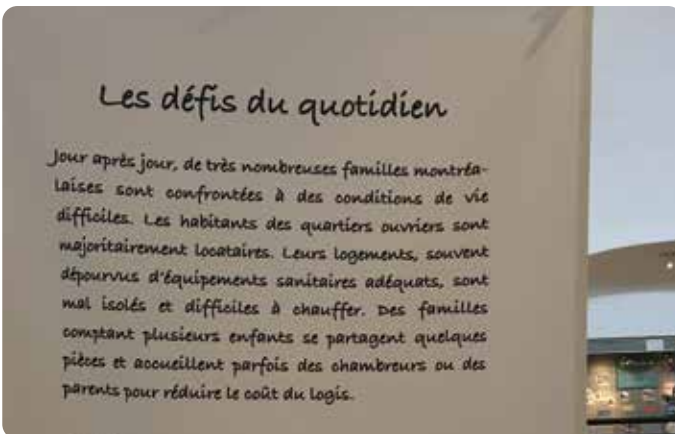 Les défis du quotidien
Jour après jour, de très nombreuses familles montréa-
laises sont confrontées à des conditions de vie
difficiles. Les habitants des quartiers ouvriers sont
majoritairement locataires. Leurs logements, souvent
dépourvus d'équipements sanitaires adéquats, sont
mal isolés et difficiles à chauffer. Des familles
comptant plusieurs enfants se partagent quelques
pièces et accueillent parfois des chambreurs ou des
parents pour réduire le coût du logis.